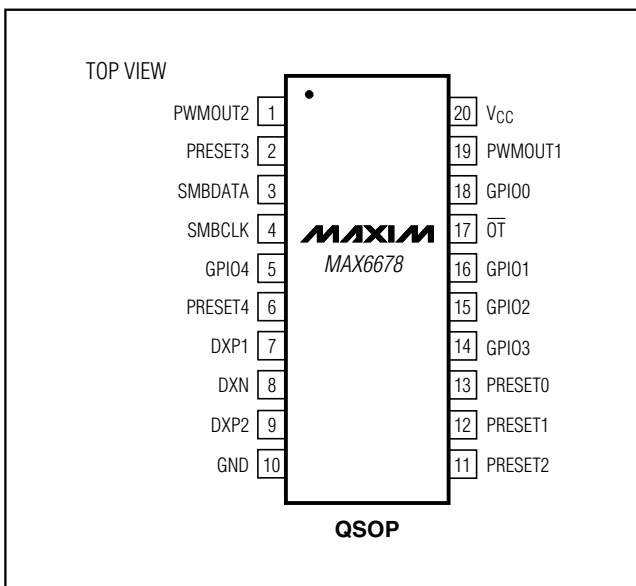 TOP VIEW
PWMOUT2 1
PRESET3 2
SMBDATA 3
SMBCLK 4
GPIO4 5
PRESET4 6
DXP1 7
DXN 8
DXP2 9
GND 10
MAXIM
MAX6678
20 VCC
19 PWMOUT1
18 GPIO0
17 O̅T̅
16 GPIO1
15 GPIO2
14 GPIO3
13 PRESET0
12 PRESET1
11 PRESET2
QSOP